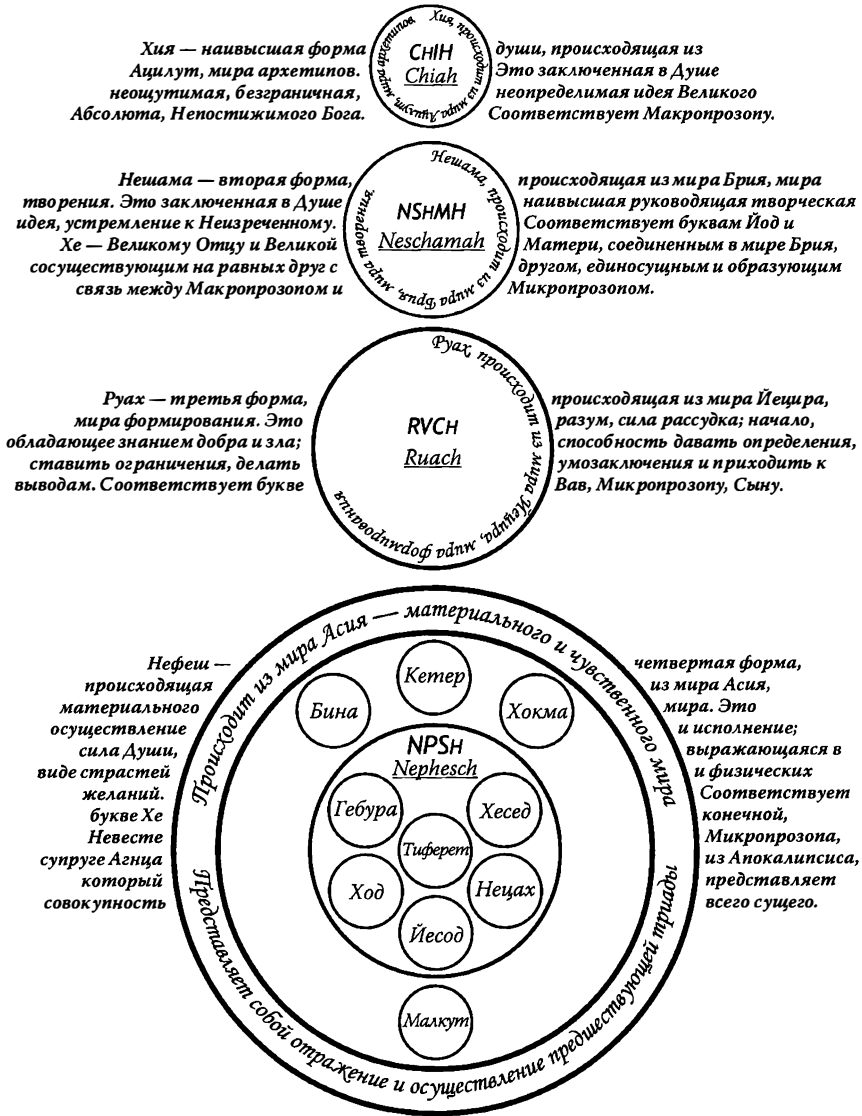 Хия — наивысшая форма души, происходящая из
Ацилут, мира архетипов. Это заключенная в Душе
неощутимая, безграничная, неопределимая идея Великого
Абсолюта, Непостижимого Бога. Соответствует Макропрозопу.
Хия, происходит из мира Ацилут, мира архетипов.
CHIH
Chiah
Нешама — вторая форма, происходящая из мира Брия, мира
творения. Это заключенная в Душе наивысшая руководящая творческая
идея, устремление к Неизреченному. Соответствует буквам Йод и
Хе — Великому Отцу и Великой Матери, соединенным в мире Брия,
сосуществующим на равных друг с другом, единосущным и образующим
связь между Макропрозопом и Микропрозопом.
Нешама, происходит из мира Брия, мира творения.
NSHMH
Neschamah
Руах — третья форма, происходящая из мира Йецира,
мира формирования. Это разум, сила рассудка; начало,
обладающее знанием добра и зла; способность давать определения,
ставить ограничения, делать умозаключения и приходить к
выводам. Соответствует букве Вав, Микропрозопу, Сыну.
Руах, происходит из мира Йецира, мира формирования
RVCH
Ruach
Нефеш — четвертая форма,
происходящая из мира Асия,
материального мира. Это
осуществление и исполнение;
сила Души, выражающаяся в
виде страстей и физических
желаний. Соответствует
букве Хе конечной,
Невесте Микропрозопа,
супруге Агнца из Апокалипсиса,
который представляет
совокупность всего сущего.
Происходит из мира Асия — материального и чувственного мира
Представляет собой отражение и осуществление предшествующей триады
Кетер
Бина
Хокма
NPSH
Nephesch
Гебура
Хесед
Тиферет
Ход
Нецах
Йесод
Малкут